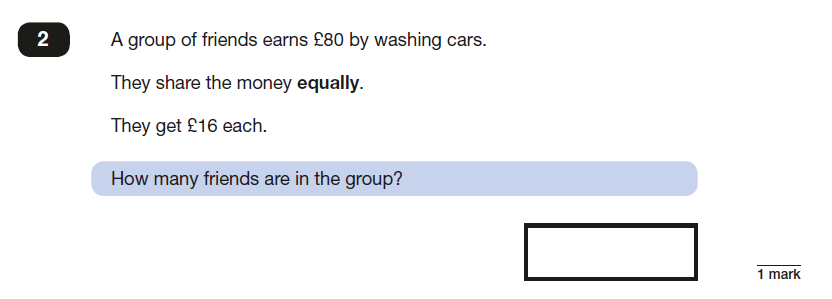 2
A group of friends earns £80 by washing cars.
They share the money equally.
They get £16 each.
How many friends are in the group?
1 mark